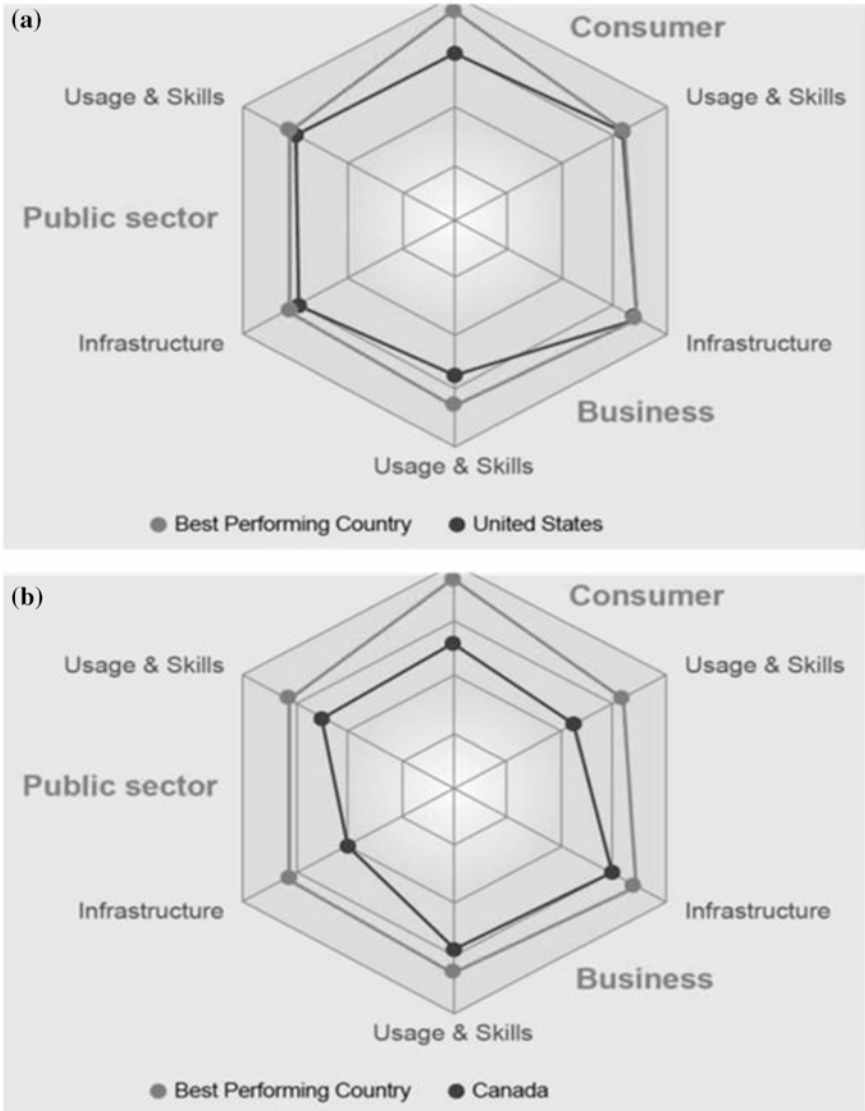 (a)
Consumer
Usage & Skills
Usage & Skills
Public sector
Infrastructure
Infrastructure
Business
Usage & Skills
Best Performing Country
United States
(b)
Consumer
Usage & Skills
Usage & Skills
Public sector
Infrastructure
Infrastructure
Business
Usage & Skills
Best Performing Country
Canada